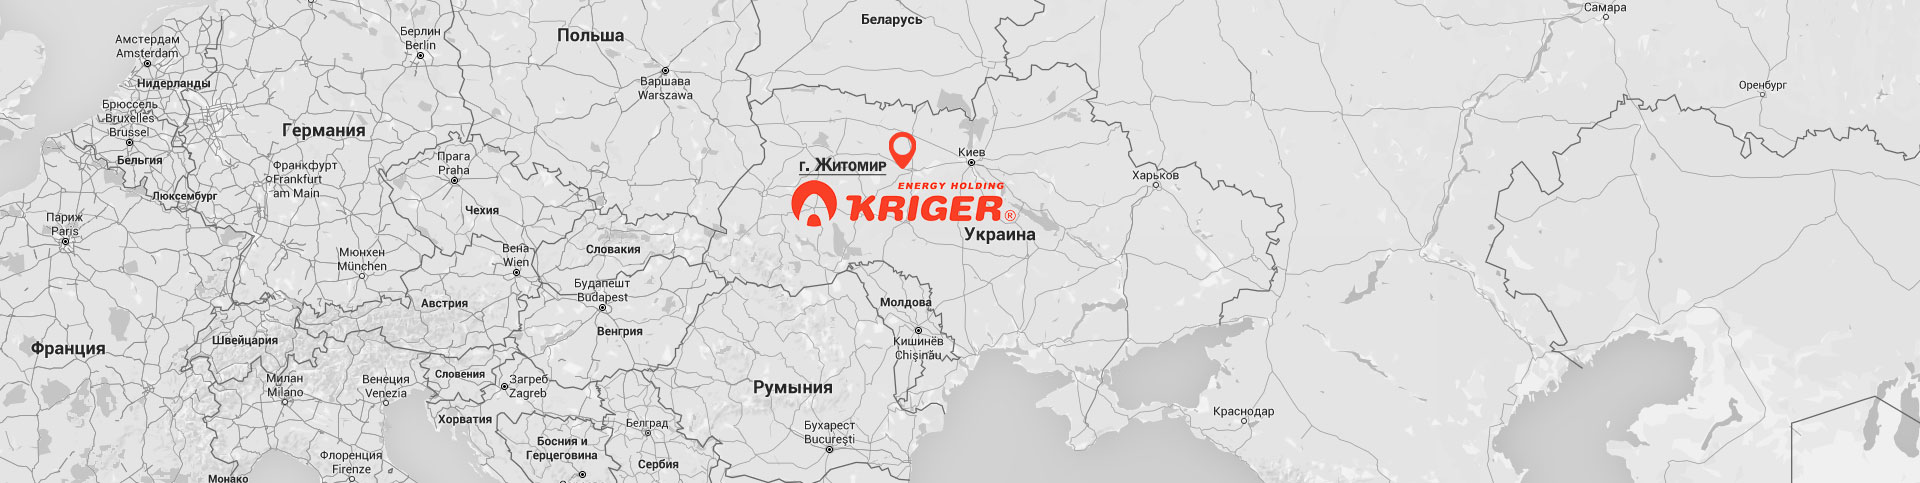 Самара
Беларусь
Польша
Берлин
Berlin
Амстердам
Amsterdam
Варшава
Warszawa
Нидерланды
Оренбург
Брюссель
Bruxelles
Brussel
Германия
Бельгия
Киев
Прага
Praha
г. Житомир
Франкфурт
Frankfurt
am Main
Харьков
ENERGY HOLDING
KRIGER®
Люксембург
Чехия
Париж
Paris
Украина
Вена
Wien
Словакия
Мюнхен
München
Будапешт
Budapest
Австрия
Молдова
Венгрия
Швейцария
Кишинёв
Chișinău
Франция
Словения
Милан
Milano
Венеция
Venezia
Загреб
Zagreb
Румыния
Краснодар
Хорватия
Белград
Бухарест
București
Босния и
Герцеговина
Флоренция
Firenze
Сербия
Монако